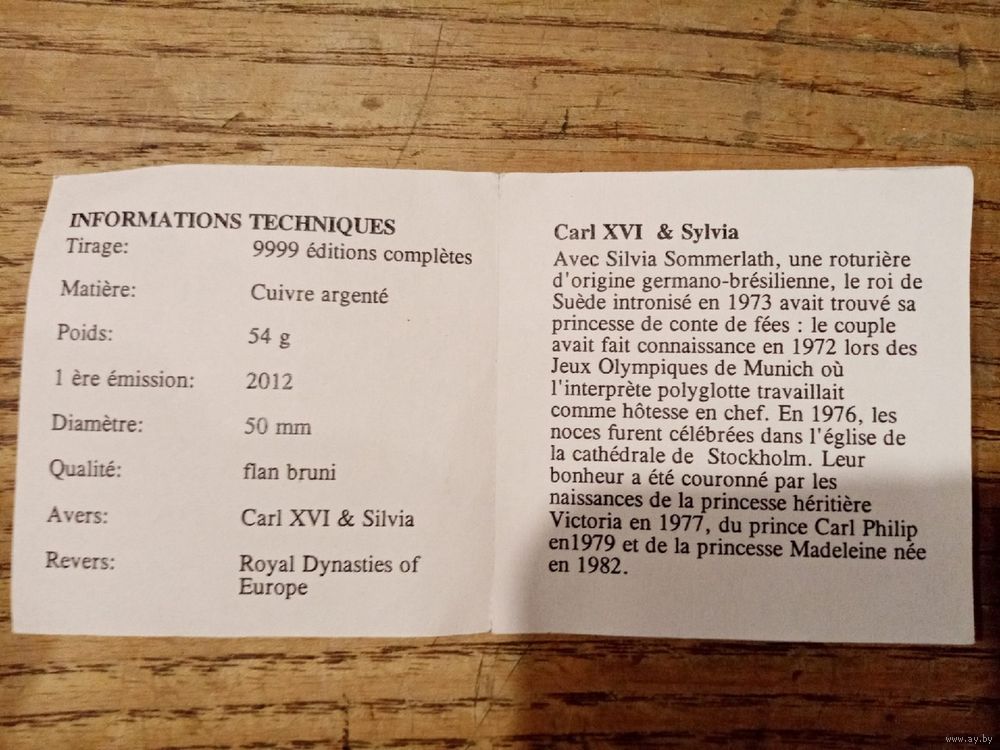 INFORMATIONS TECHNIQUES
Tirage: 9999 éditions complètes
Matière: Cuivre argenté
Poids: 54 g
1 ère émission: 2012
Diamètre: 50 mm
Qualité: flan bruni
Avers: Carl XVI & Silvia
Revers: Royal Dynasties of
Europe
Carl XVI & Sylvia
Avec Silvia Sommerlath, une roturière
d'origine germano-brésilienne, le roi de
Suède intronisé en 1973 avait trouvé sa
princesse de conte de fées : le couple
avait fait connaissance en 1972 lors des
Jeux Olympiques de Munich où
l'interprète polyglotte travaillait
comme hôtesse en chef. En 1976, les
noces furent célébrées dans l'église de
la cathédrale de Stockholm. Leur
bonheur a été couronné par les
naissances de la princesse héritière
Victoria en 1977, du prince Carl Philip
en1979 et de la princesse Madeleine née
en 1982.
www.ay.by